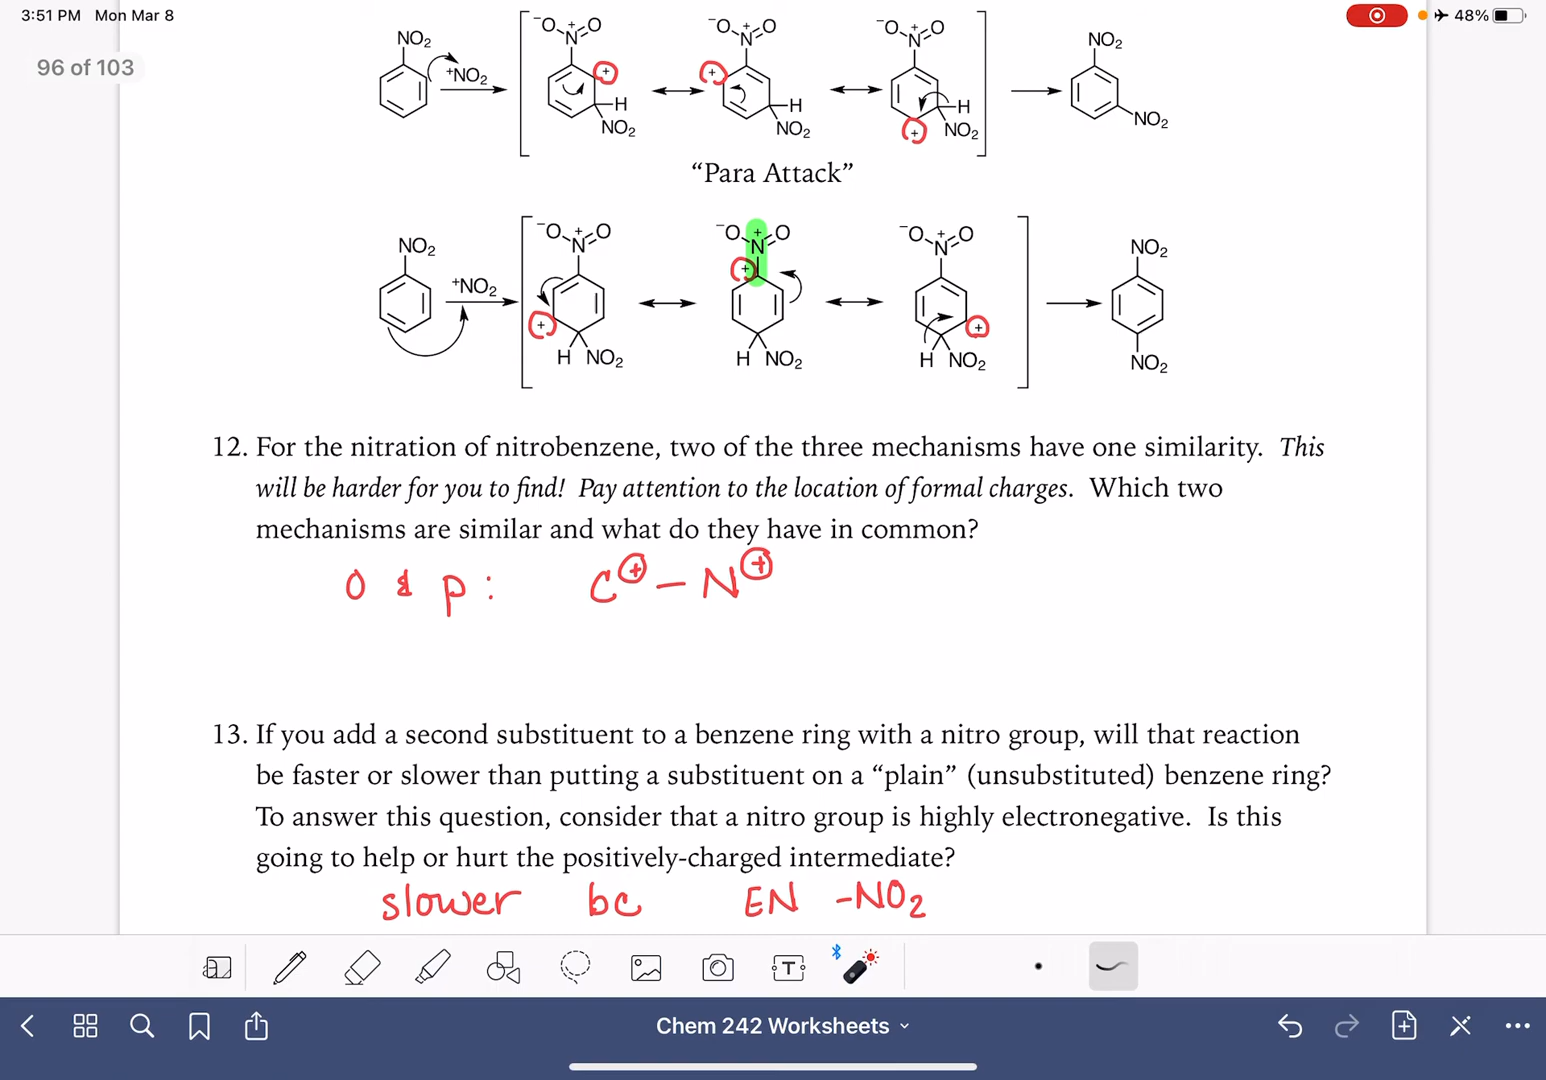 3:51 PM Mon Mar 8
48%
96 of 103
NO2 +NO2 -O + N O + H NO2 -O + N O + H NO2 -O + N O + H NO2 NO2 NO2
“Para Attack”
NO2 +NO2 -O + N O + H NO2 -O + N O + H NO2 -O + N O + H NO2 NO2 NO2
12. For the nitration of nitrobenzene, two of the three mechanisms have one similarity. This
will be harder for you to find! Pay attention to the location of formal charges. Which two
mechanisms are similar and what do they have in common?
O & p : C⊕ – N⊕
13. If you add a second substituent to a benzene ring with a nitro group, will that reaction
be faster or slower than putting a substituent on a “plain” (unsubstituted) benzene ring?
To answer this question, consider that a nitro group is highly electronegative. Is this
going to help or hurt the positively-charged intermediate?
slower bc EN -NO2
Chem 242 Worksheets